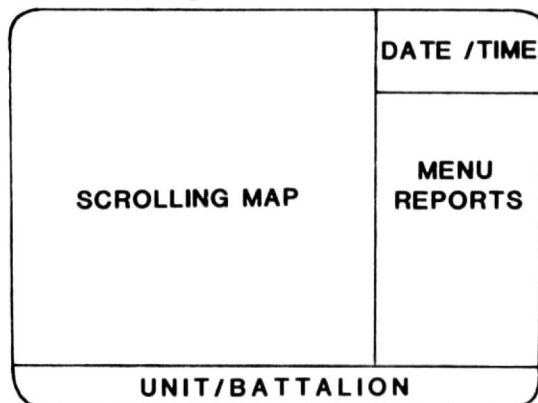 DATE /TIME
SCROLLING MAP
MENU
REPORTS
UNIT/BATTALION